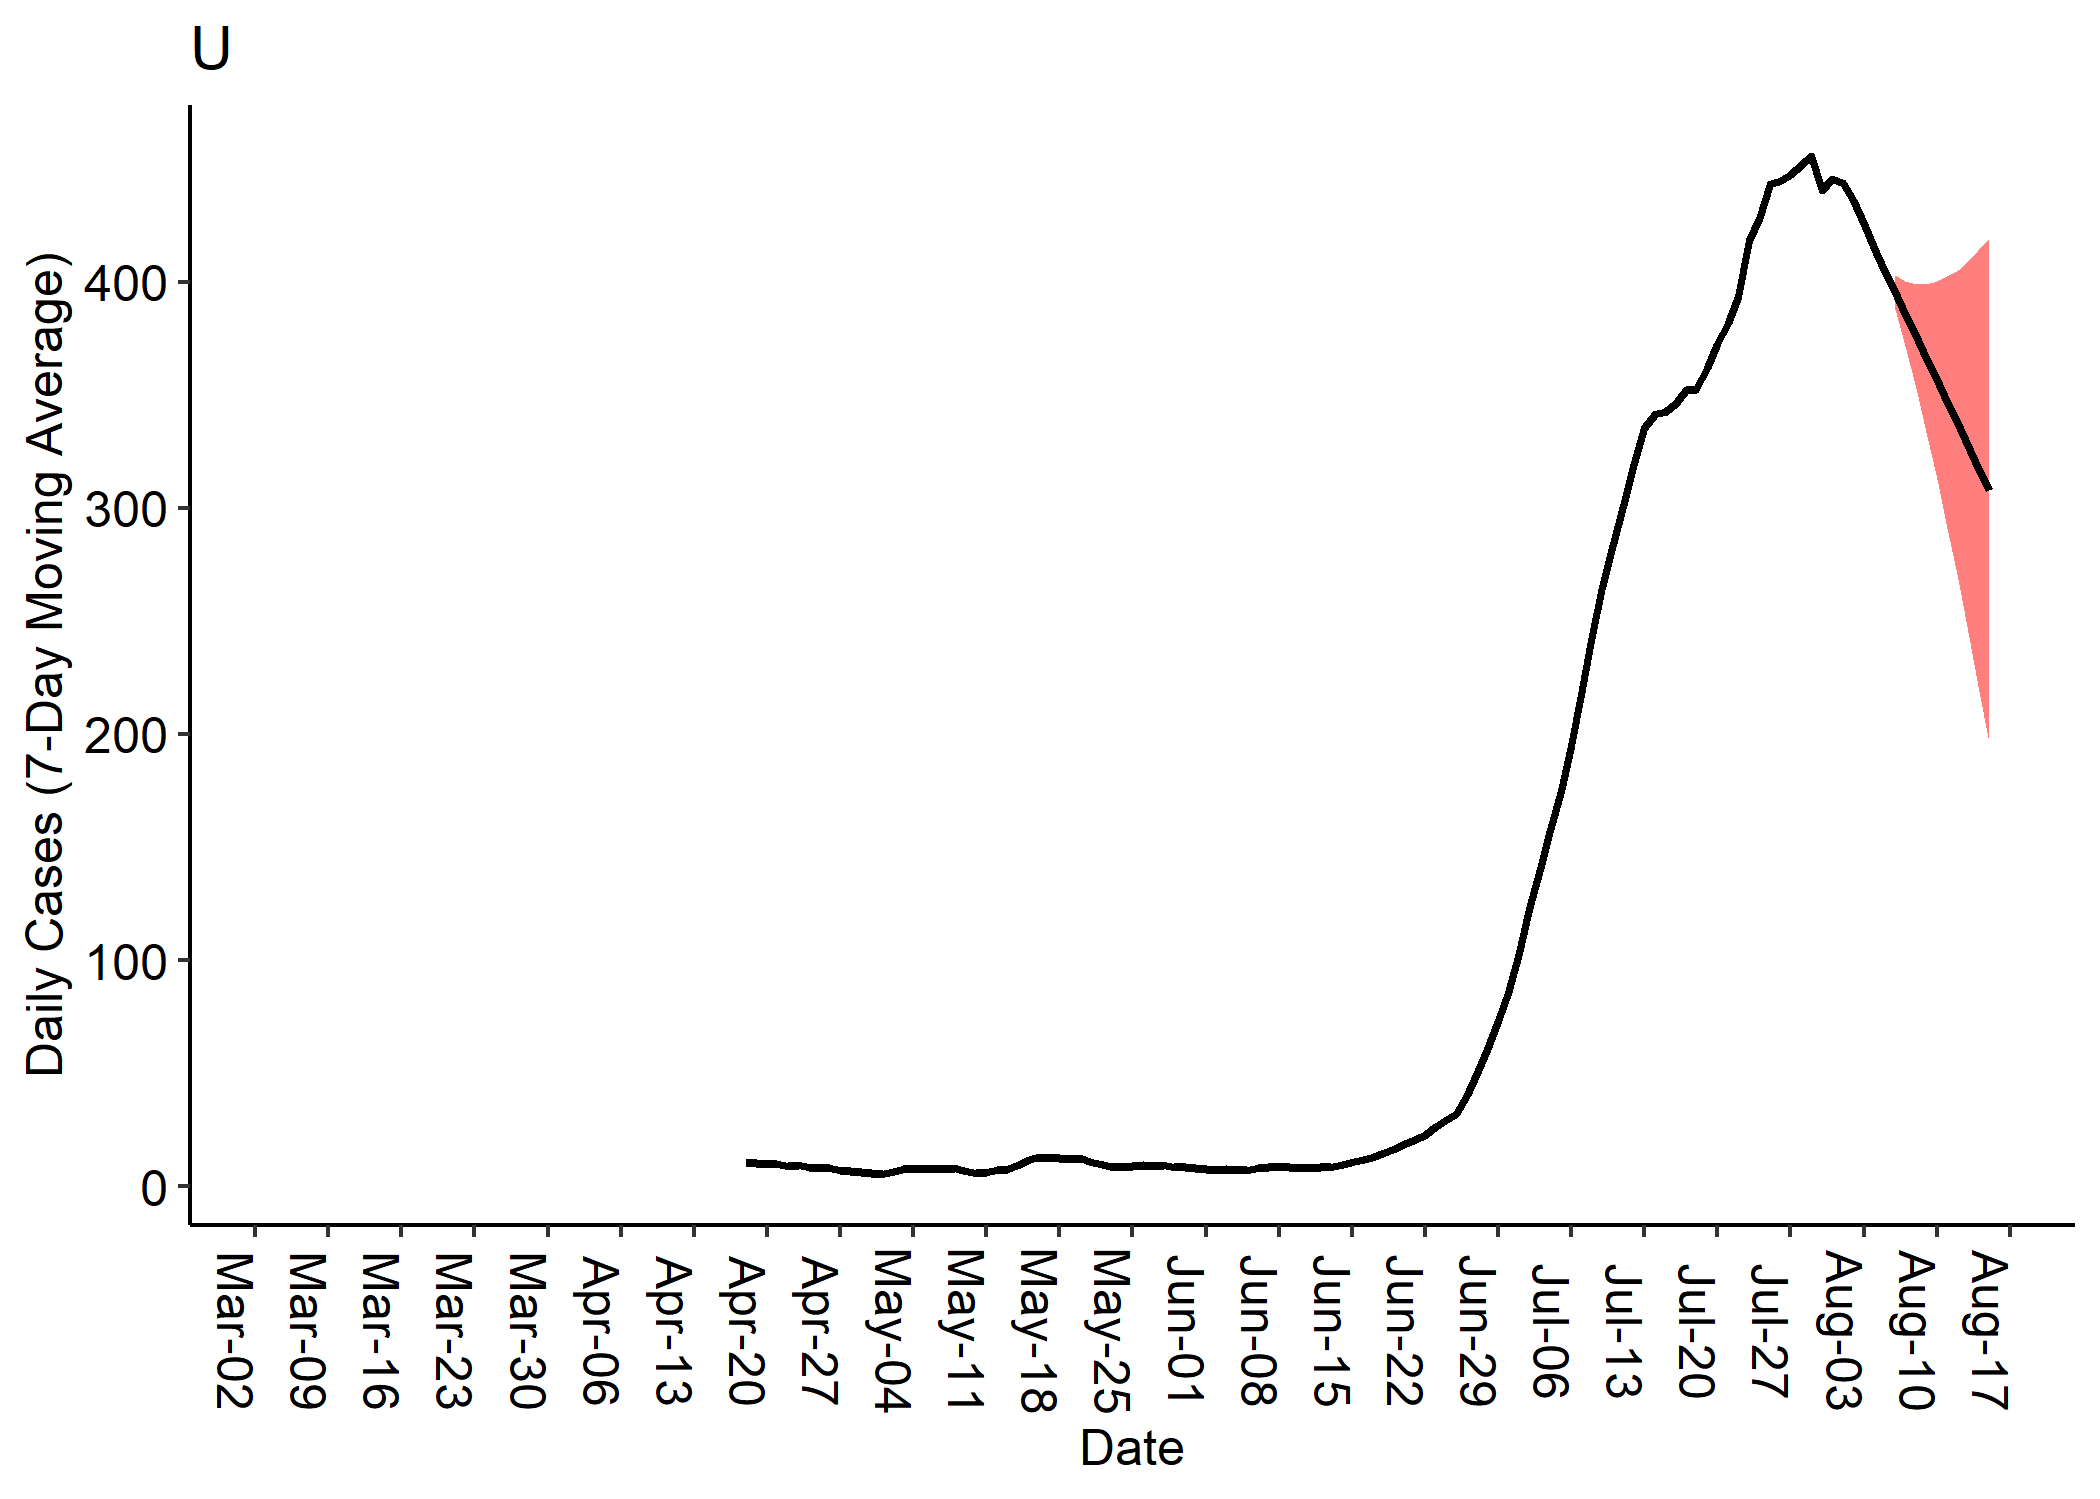 U
Daily Cases (7-Day Moving Average)
400
300
200
100
0
Mar-02
Mar-09
Mar-16
Mar-23
Mar-30
Apr-06
Apr-13
Apr-20
Apr-27
May-04
May-11
May-18
May-25
Jun-01
Jun-08
Jun-15
Jun-22
Jun-29
Jul-06
Jul-13
Jul-20
Jul-27
Aug-03
Aug-10
Aug-17
Date